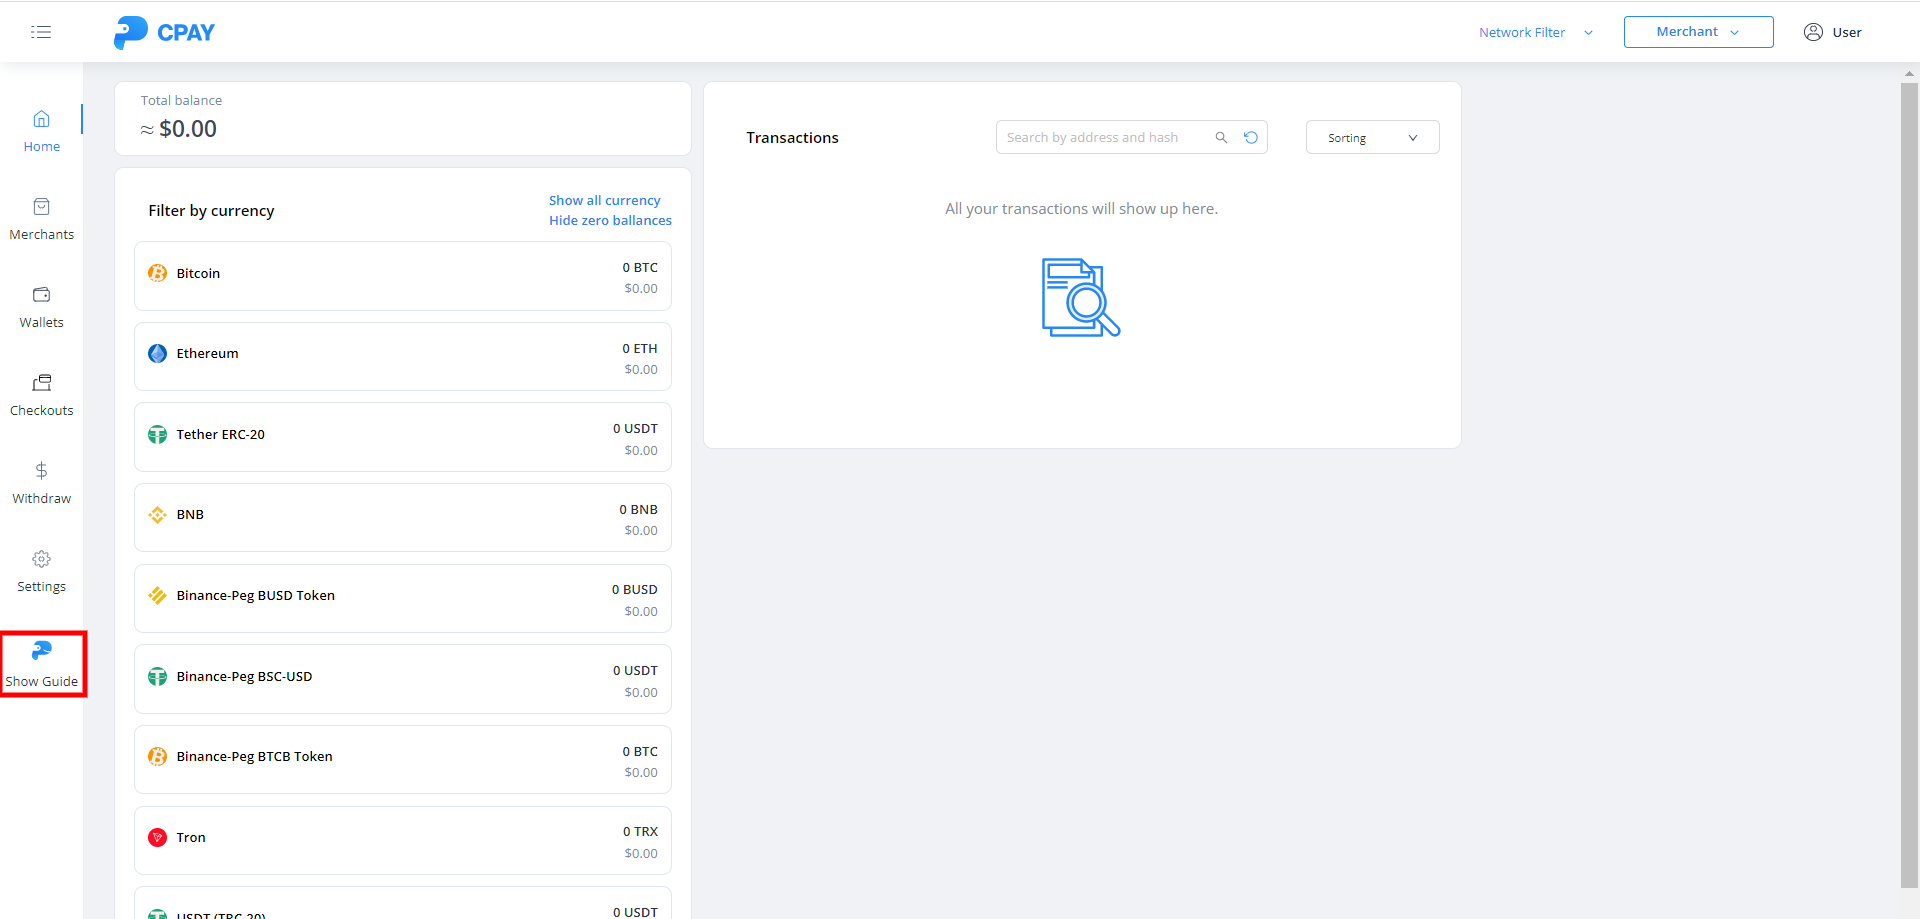 CPAY
Network Filter
Merchant
User
Home
Merchants
Wallets
Checkouts
Withdraw
Settings
Show Guide
Total balance
≈ $0.00
Filter by currency
Show all currency
Hide zero ballances
Bitcoin
0 BTC
$0.00
Ethereum
0 ETH
$0.00
Tether ERC-20
0 USDT
$0.00
BNB
0 BNB
$0.00
Binance-Peg BUSD Token
0 BUSD
$0.00
Binance-Peg BSC-USD
0 USDT
$0.00
Binance-Peg BTCB Token
0 BTC
$0.00
Tron
0 TRX
$0.00
USDT (TRC-20)
0 USDT
Transactions
Search by address and hash
Sorting
All your transactions will show up here.